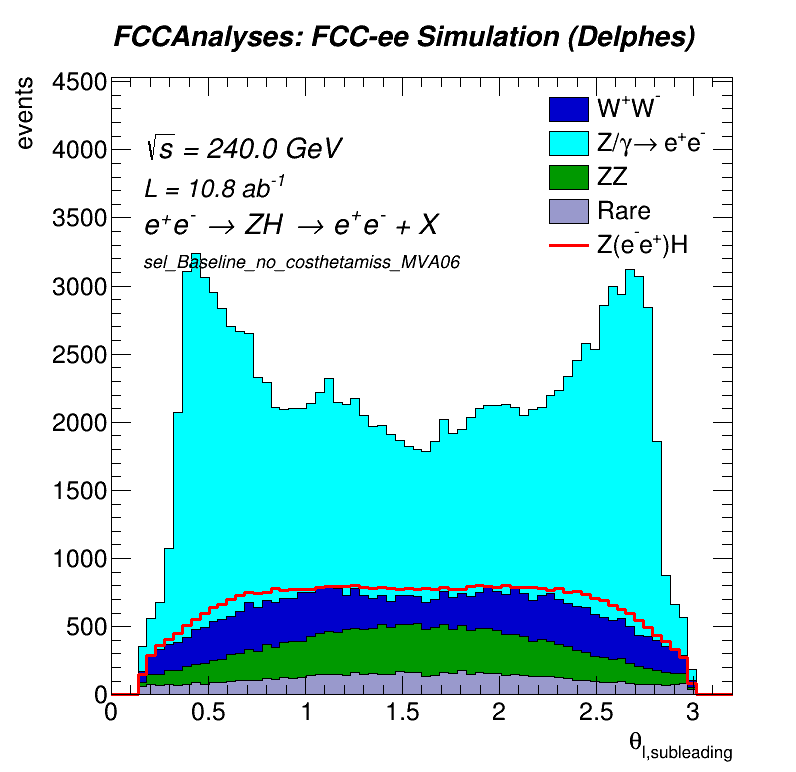 FCCAnalyses: FCC-ee Simulation (Delphes)
events
4500
4000
3500
3000
2500
2000
1500
1000
500
0
√s = 240.0 GeV
L = 10.8 ab⁻¹
e⁺e⁻ → ZH → e⁺e⁻ + X
sel_Baseline_no_costhetamiss_MVA06
W⁺W⁻
Z/γ→ e⁺e⁻
ZZ
Rare
Z(e⁻e⁺)H
0 0.5 1 1.5 2 2.5 3
θl,subleading